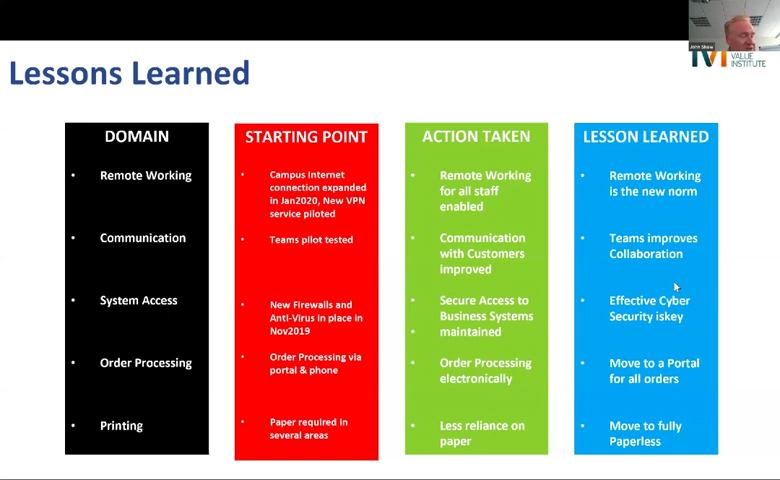 John Shaw
IVI VALUE
INSTITUTE
Lessons Learned
DOMAIN
• Remote Working
• Communication
• System Access
• Order Processing
• Printing
STARTING POINT
• Campus Internet
connection expanded
in Jan2020, New VPN
service piloted
• Teams pilot tested
• New Firewalls and
Anti-Virus in place in
Nov2019
• Order Processing via
portal & phone
• Paper required in
several areas
ACTION TAKEN
• Remote Working
for all staff
enabled
• Communication
with Customers
improved
• Secure Access to
Business Systems
• maintained
• Order Processing
electronically
• Less reliance on
paper
LESSON LEARNED
• Remote Working
is the new norm
• Teams improves
Collaboration
• Effective Cyber
Security iskey
• Move to a Portal
for all orders
• Move to fully
Paperless